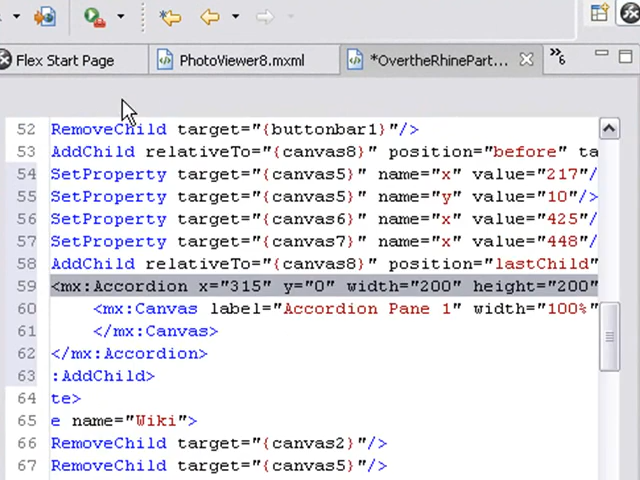 Flex Start Page
PhotoViewer8.mxml
*OvertheRhinePart...
»6
52 RemoveChild target="{buttonbar1}"/>
53 AddChild relativeTo="{canvas8}" position="before" ta
54 SetProperty target="{canvas5}" name="x" value="217"/
55 SetProperty target="{canvas5}" name="y" value="10"/>
56 SetProperty target="{canvas6}" name="x" value="425"/
57 SetProperty target="{canvas7}" name="x" value="448"/
58 AddChild relativeTo="{canvas8}" position="lastChild"
59 <mx:Accordion x="315" y="0" width="200" height="200"
60 <mx:Canvas label="Accordion Pane 1" width="100%"
61 </mx:Canvas>
62 </mx:Accordion>
63 :AddChild>
64 te>
65 e name="Wiki">
66 RemoveChild target="{canvas2}"/>
67 RemoveChild target="{canvas5}"/>